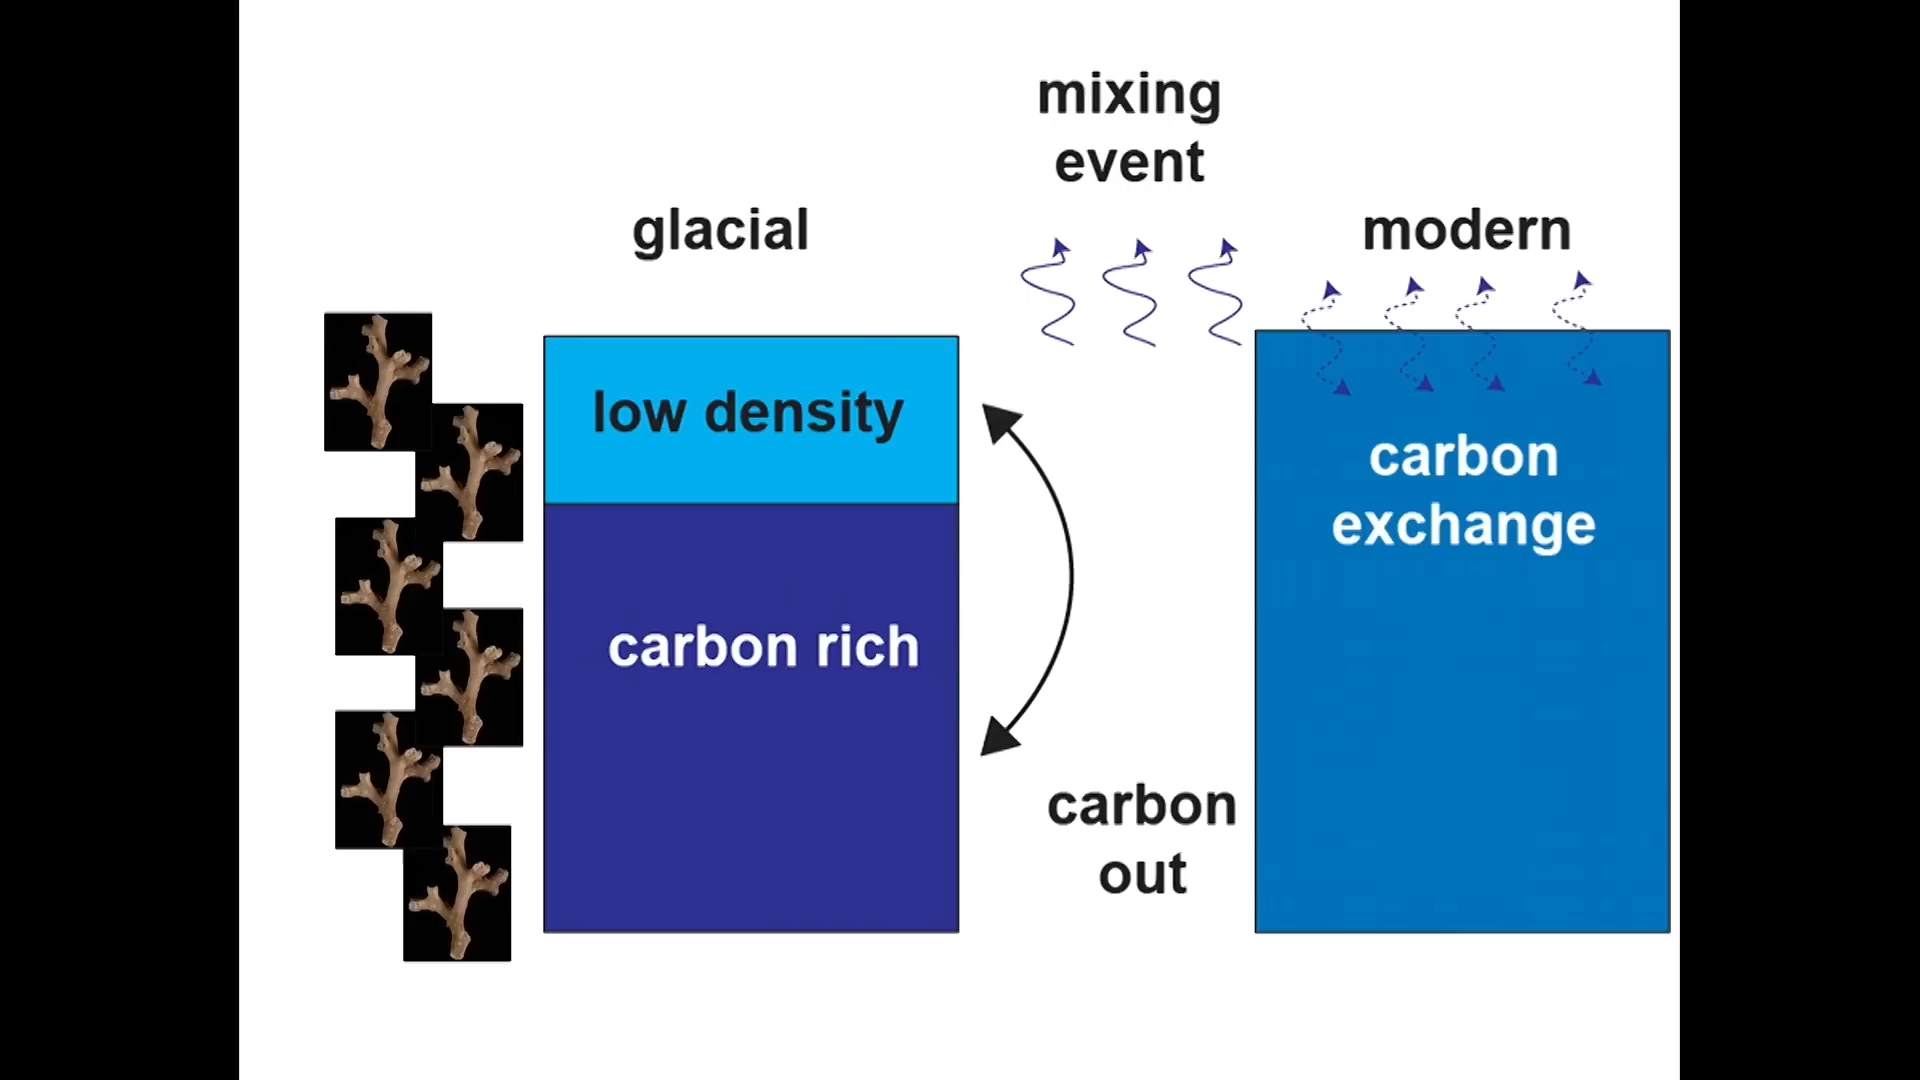 glacial
low density
carbon rich
mixing
event
carbon
out
modern
carbon
exchange